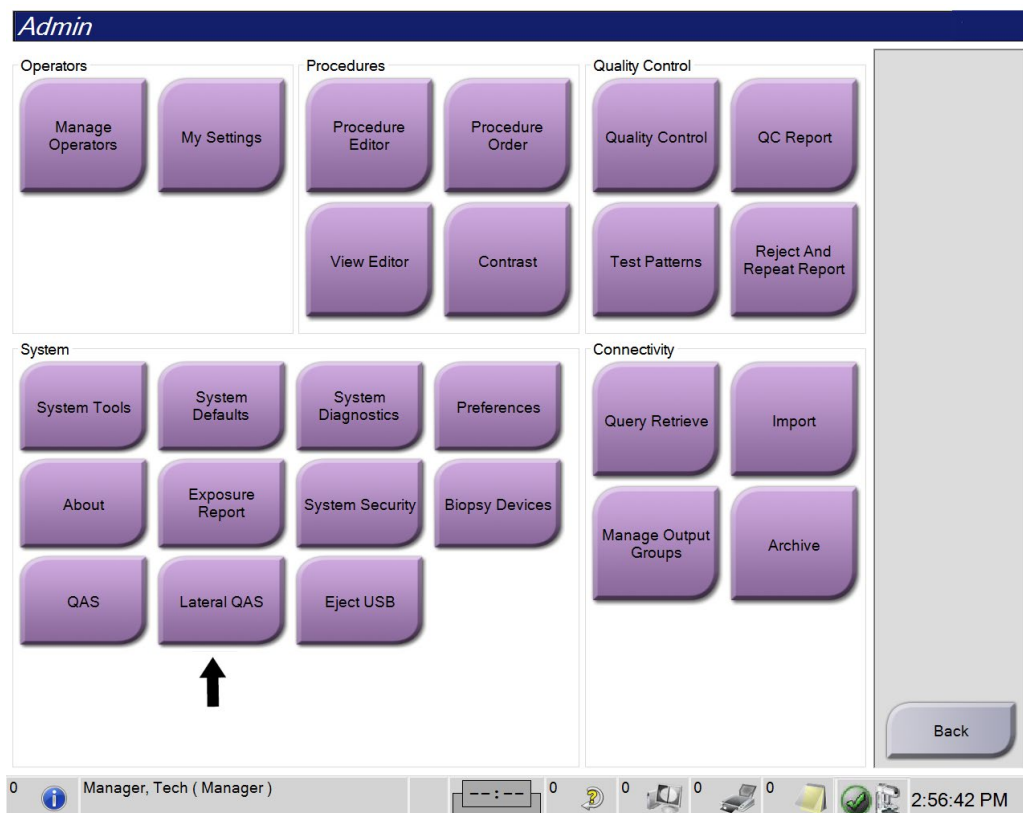 Admin
Operators
Manage
Operators
My Settings
Procedures
Procedure
Editor
Procedure
Order
View Editor
Contrast
Quality Control
Quality Control
QC Report
Test Patterns
Reject And
Repeat Report
System
System Tools
System
Defaults
System
Diagnostics
Preferences
About
Exposure
Report
System Security
Biopsy Devices
QAS
Lateral QAS
Eject USB
Connectivity
Query Retrieve
Import
Manage Output
Groups
Archive
Back
0
Manager, Tech ( Manager )
--:--
0
0
0
0
2:56:42 PM